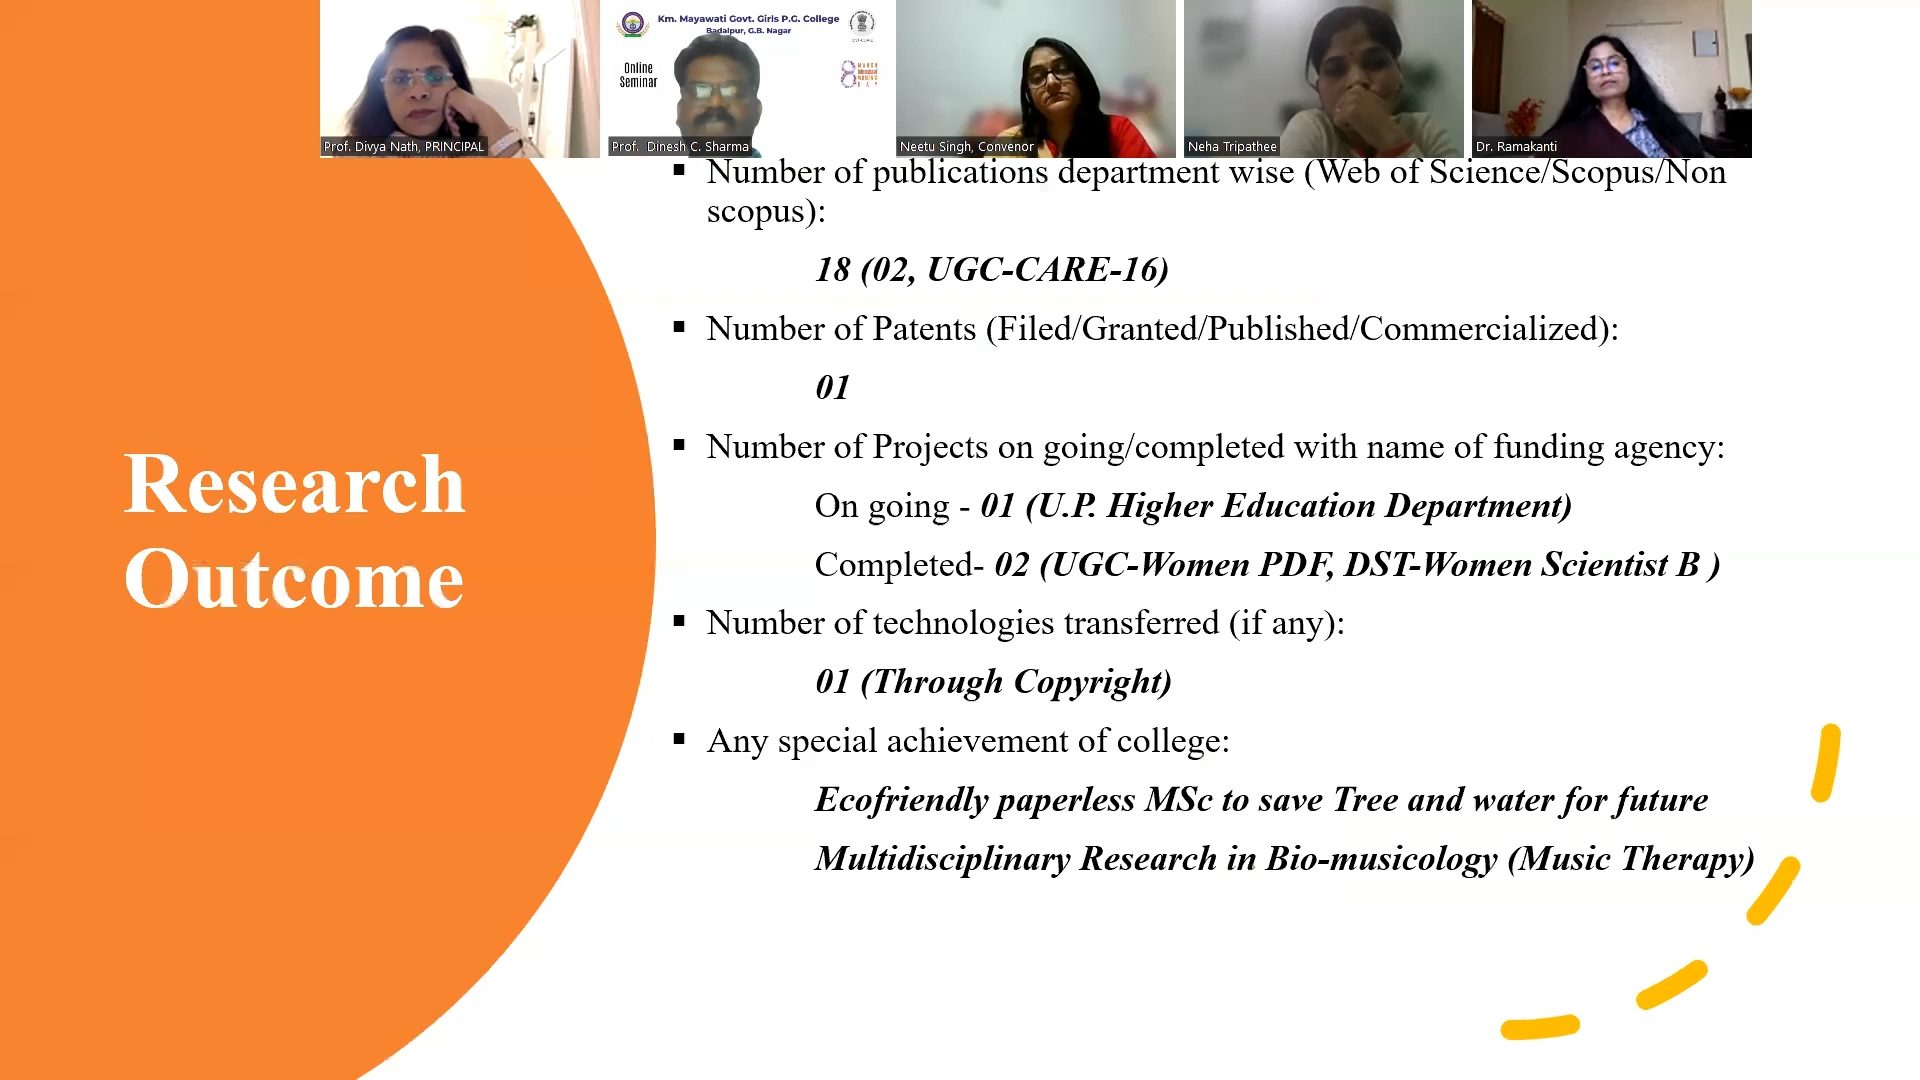 Km. Mayawati Govt. Girls P.G. College
Badalpur, G.B. Nagar
Online
Seminar
8
MARCH
International
WOMENS
DAY
Prof. Divya Nath, PRINCIPAL
Prof. Dinesh C. Sharma
Neetu Singh, Convenor
Neha Tripathee
Dr. Ramakanti
Research
Outcome
▪ Number of publications department wise (Web of Science/Scopus/Non
scopus):
18 (02, UGC-CARE-16)
▪ Number of Patents (Filed/Granted/Published/Commercialized):
01
▪ Number of Projects on going/completed with name of funding agency:
On going - 01 (U.P. Higher Education Department)
Completed- 02 (UGC-Women PDF, DST-Women Scientist B )
▪ Number of technologies transferred (if any):
01 (Through Copyright)
▪ Any special achievement of college:
Ecofriendly paperless MSc to save Tree and water for future
Multidisciplinary Research in Bio-musicology (Music Therapy)